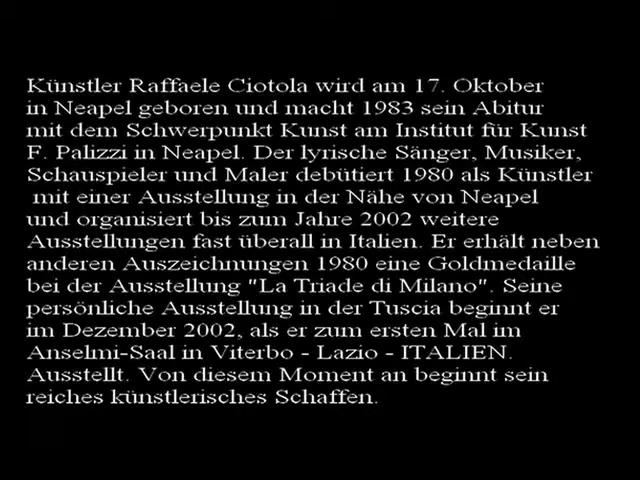 Künstler Raffaele Ciotola wird am 17. Oktober
in Neapel geboren und macht 1983 sein Abitur
mit dem Schwerpunkt Kunst am Institut für Kunst
F. Palizzi in Neapel. Der lyrische Sänger, Musiker,
Schauspieler und Maler debütiert 1980 als Künstler
mit einer Ausstellung in der Nähe von Neapel
und organisiert bis zum Jahre 2002 weitere
Ausstellungen fast überall in Italien. Er erhält neben
anderen Auszeichnungen 1980 eine Goldmedaille
bei der Ausstellung "La Triade di Milano". Seine
persönliche Ausstellung in der Tuscia beginnt er
im Dezember 2002, als er zum ersten Mal im
Anselmi-Saal in Viterbo - Lazio - ITALIEN.
Ausstellt. Von diesem Moment an beginnt sein
reiches künstlerisches Schaffen.